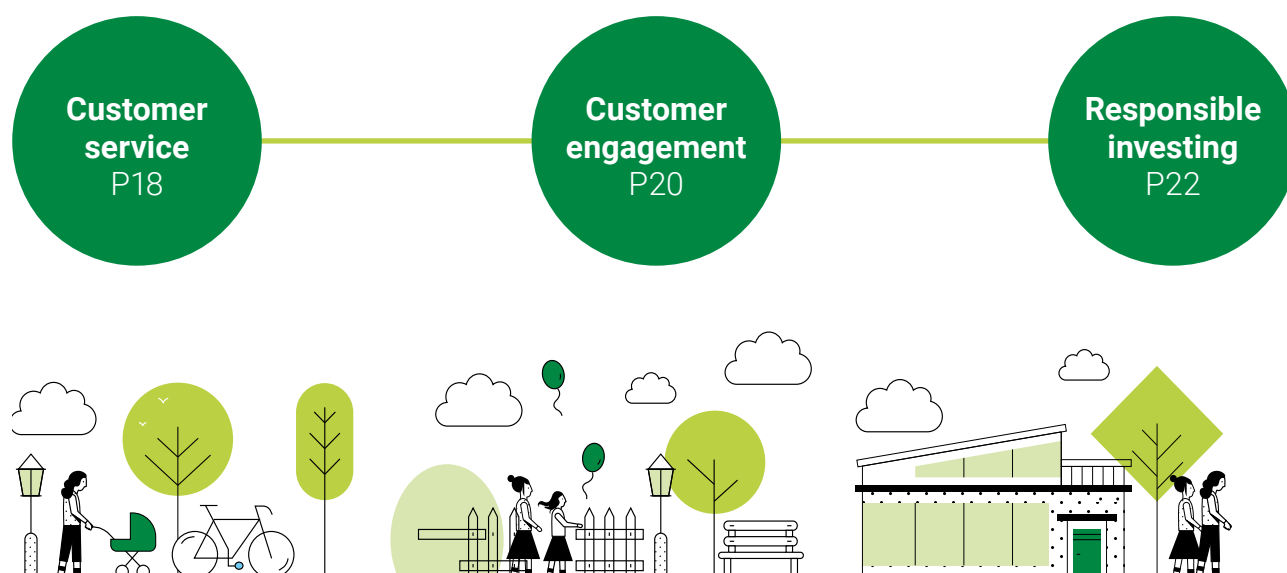 Customer
service
P18
Customer
engagement
P20
Responsible
investing
P22